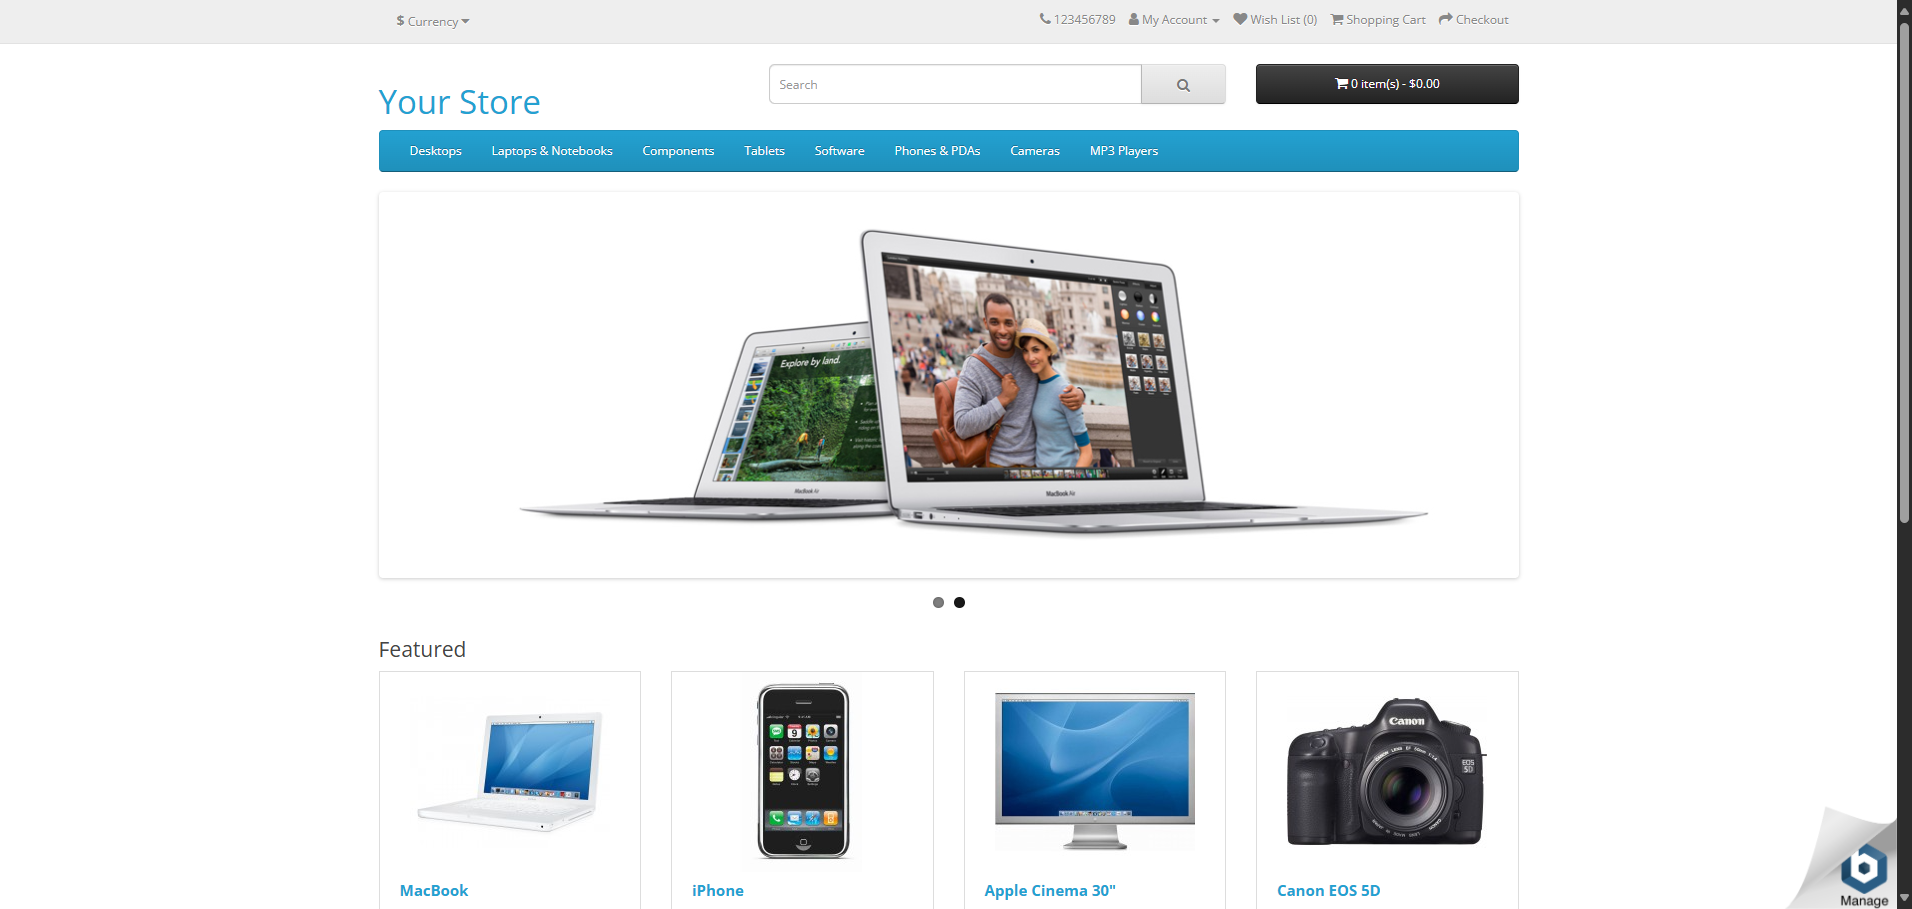 $ Currency
123456789 My Account Wish List (0) Shopping Cart Checkout
Your Store
Search
0 item(s) - $0.00
Desktops Laptops & Notebooks Components Tablets Software Phones & PDAs Cameras MP3 Players
Explore by land.
MacBook Air
MacBook Air
Featured
Canon
EOS
5D
MacBook
iPhone
Apple Cinema 30"
Canon EOS 5D
Manage